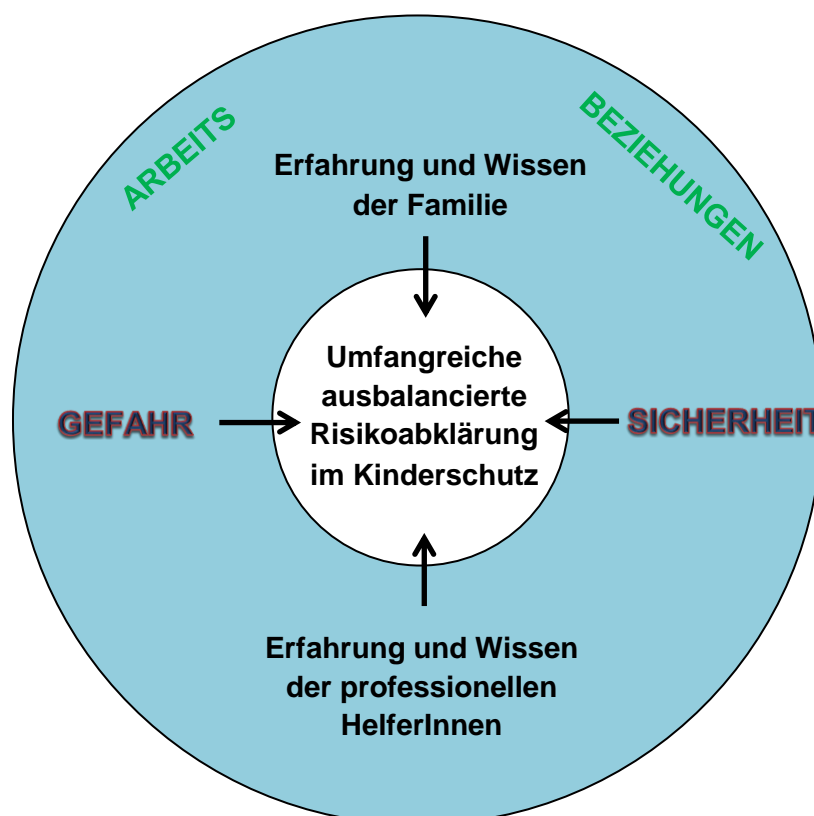 ARBEITS
BEZIEHUNGEN
Erfahrung und Wissen
der Familie
Umfangreiche
ausbalancierte
Risikoabklärung
im Kinderschutz
GEFAHR
SICHERHEIT
Erfahrung und Wissen
der professionellen
HelferInnen